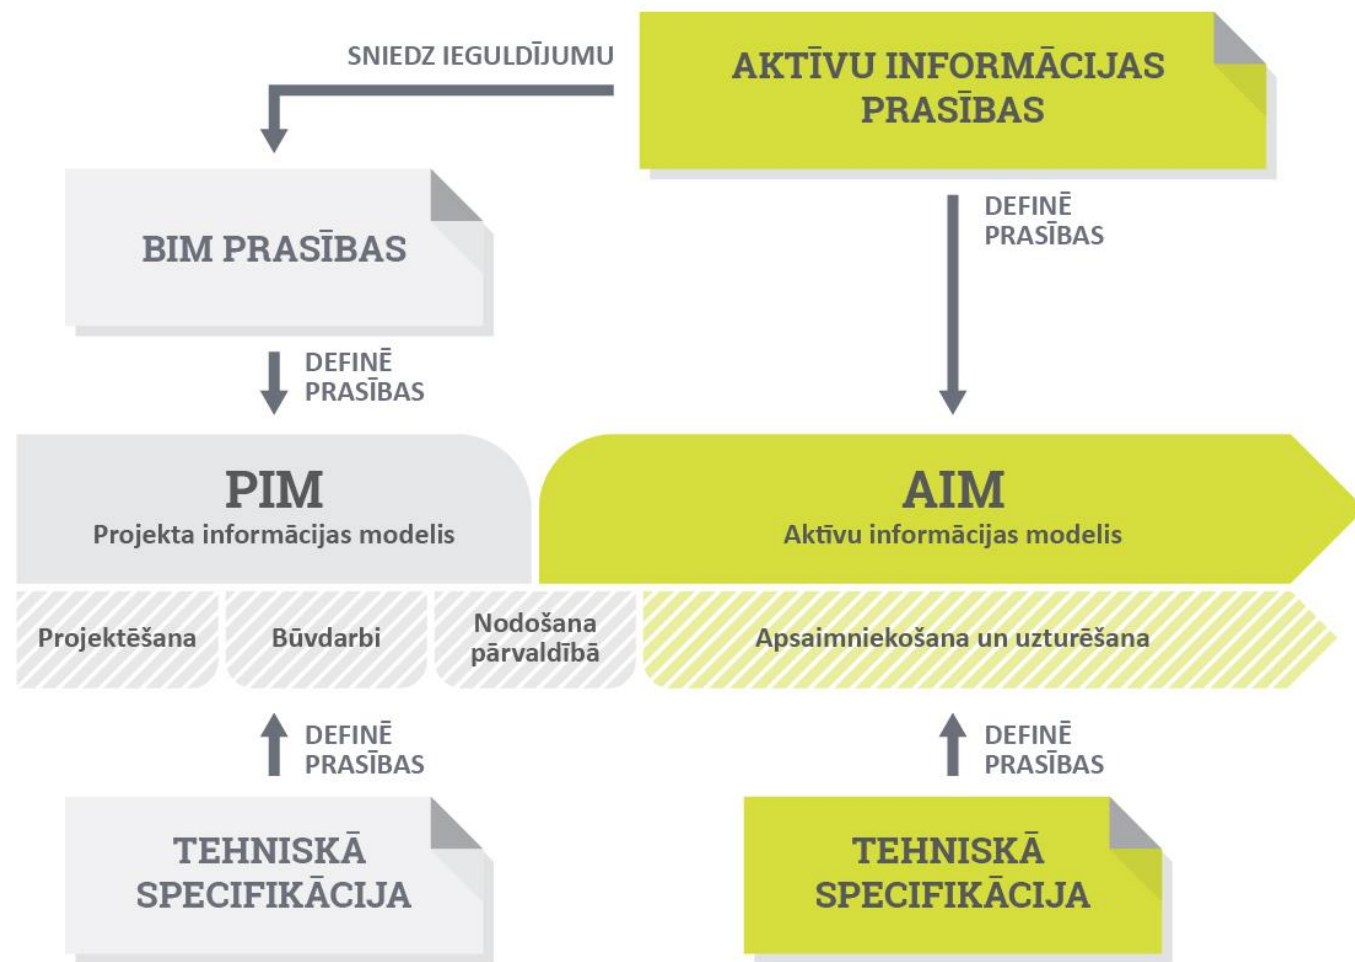 SNIEDZ IEGULDĪJUMU
AKTĪVU INFORMĀCIJAS
PRASĪBAS
BIM PRASĪBAS
DEFINĒ
PRASĪBAS
DEFINĒ
PRASĪBAS
PIM
Projekta informācijas modelis
AIM
Aktīvu informācijas modelis
Projektēšana
Būvdarbi
Nodošana
pārvaldībā
Apsaimniekošana un uzturēšana
DEFINĒ
PRASĪBAS
DEFINĒ
PRASĪBAS
TEHNISKĀ
SPECIFIKĀCIJA
TEHNISKĀ
SPECIFIKĀCIJA